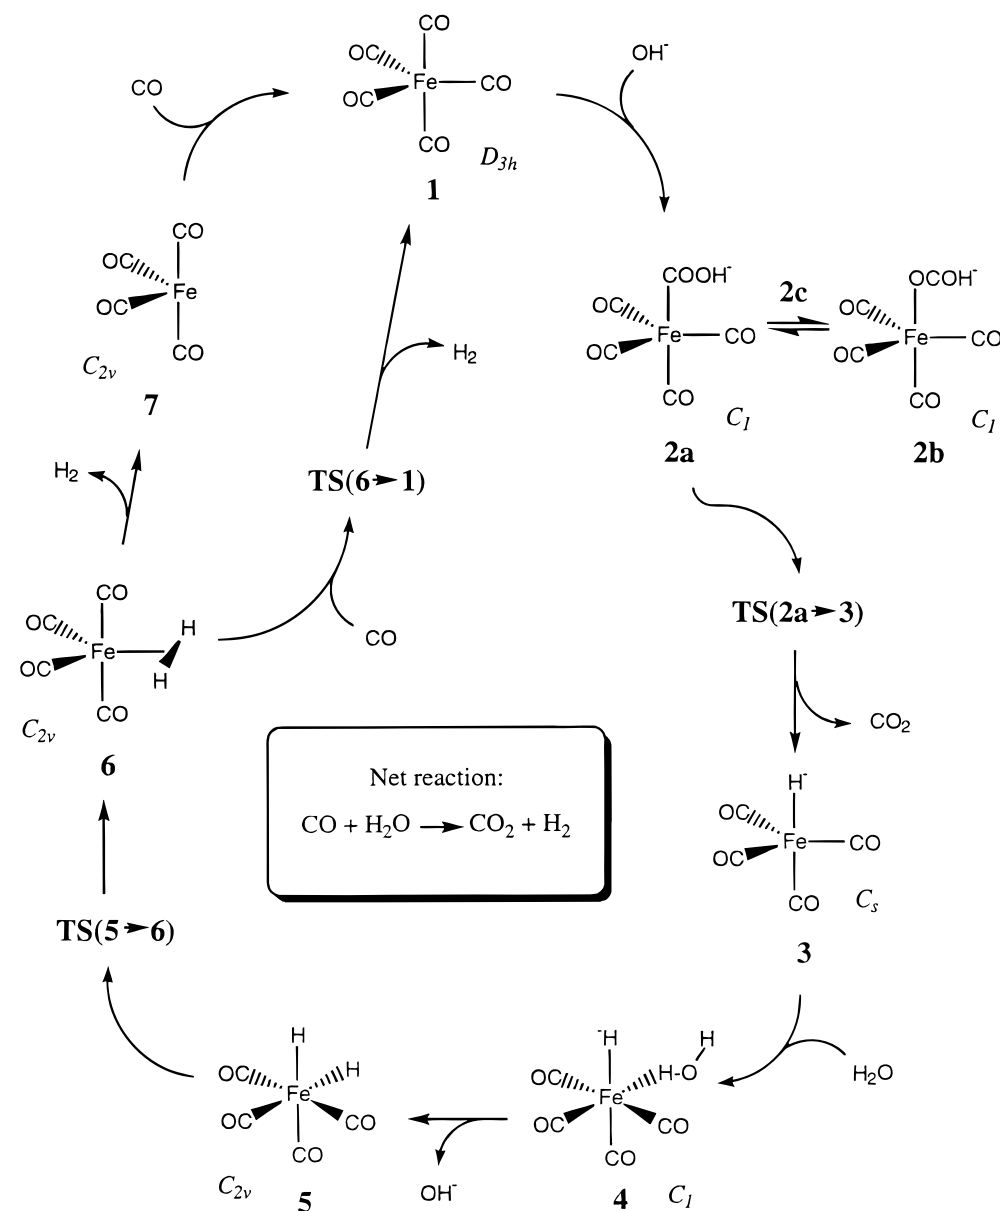 CO
OC
Fe
CO
OC
CO
D3h
1
CO
OH-
CO
OC
Fe
OC
CO
C2v
7
COOH-
OC
Fe
CO
OC
CO
C1
2a
2c
OCOH-
OC
Fe
CO
OC
CO
C1
2b
H2
H2
TS(6→1)
CO
OC
Fe
H
OC
H
CO
C2v
6
CO
TS(2a→3)
CO2
Net reaction:
CO + H2O → CO2 + H2
H-
OC
Fe
CO
OC
CO
Cs
3
TS(5→6)
H2O
H
OC
Fe
H
OC
CO
CO
C2v
5
OH-
-H
H
OC
Fe
H-O
OC
CO
CO
4
C1